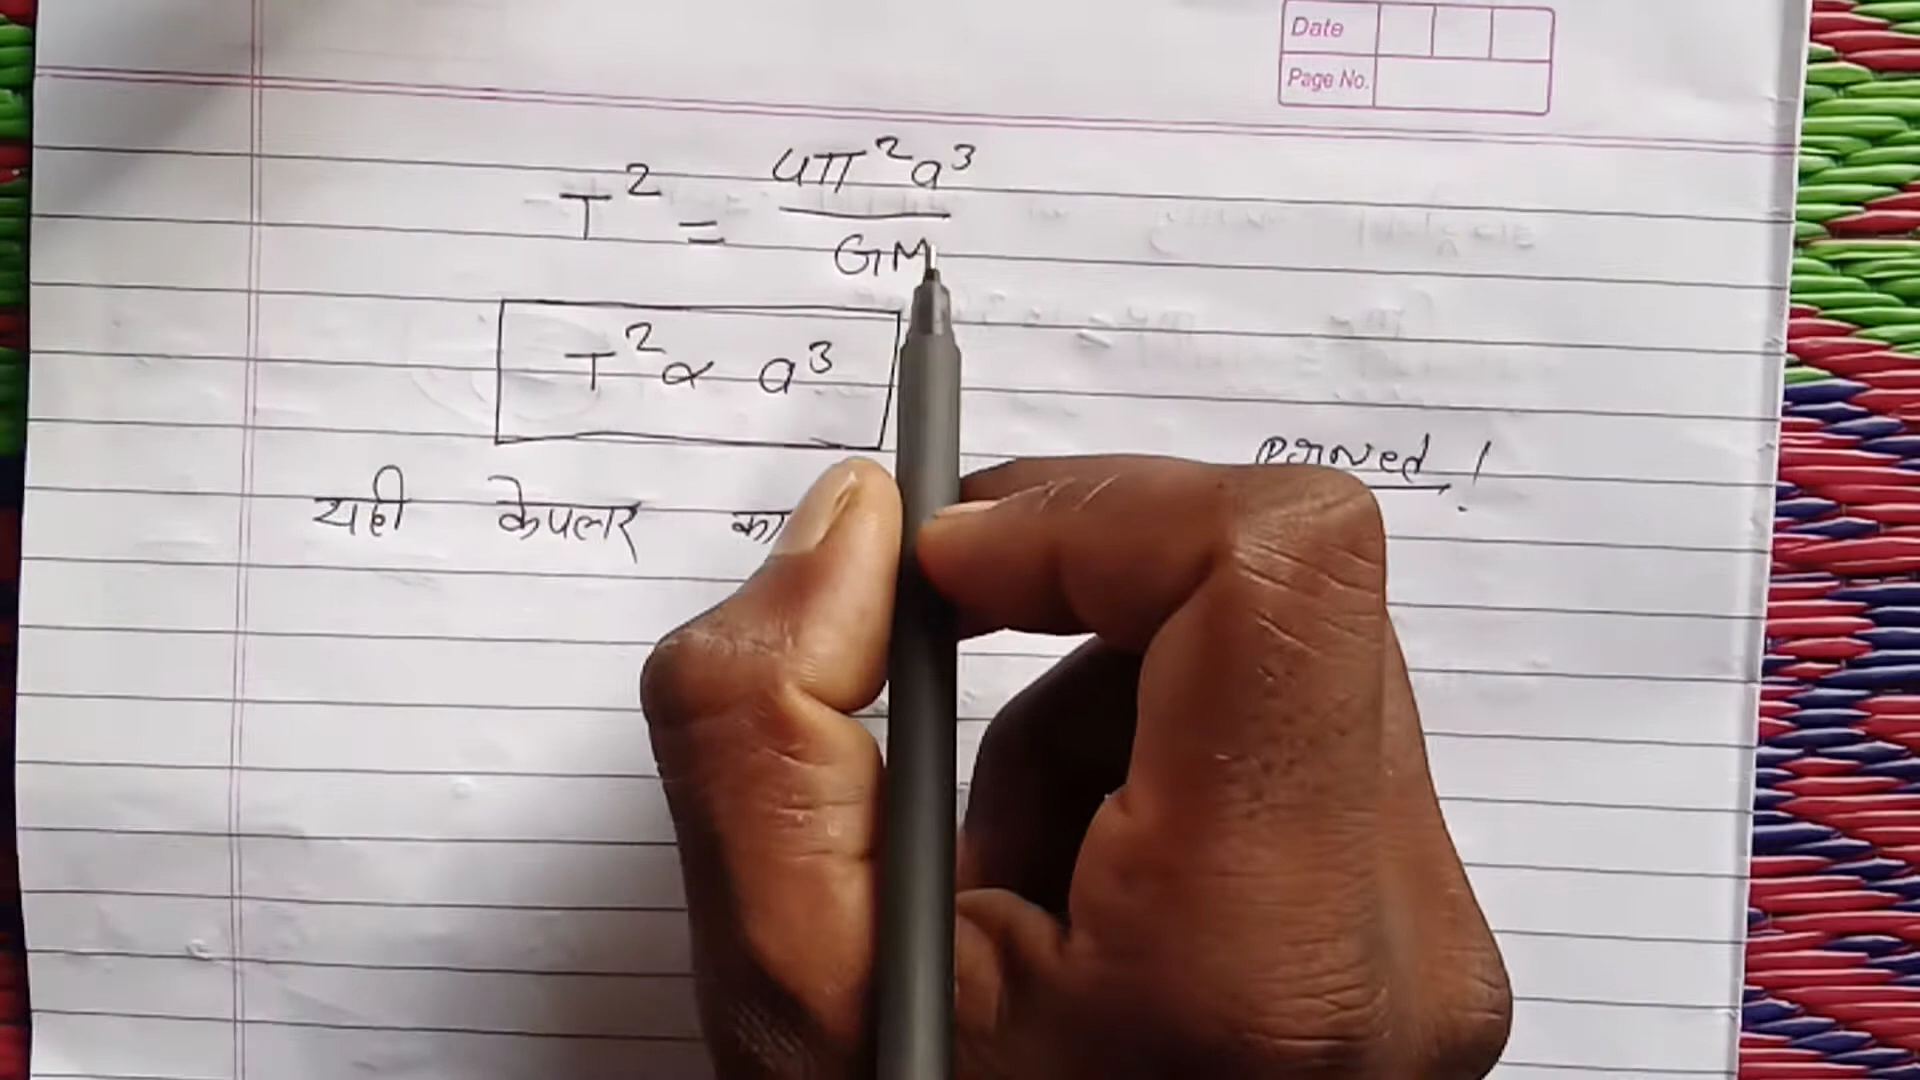 Date
Page No.
T² = 4π²a³
GM
T² ∝ a³
proved !
यही केपलर का